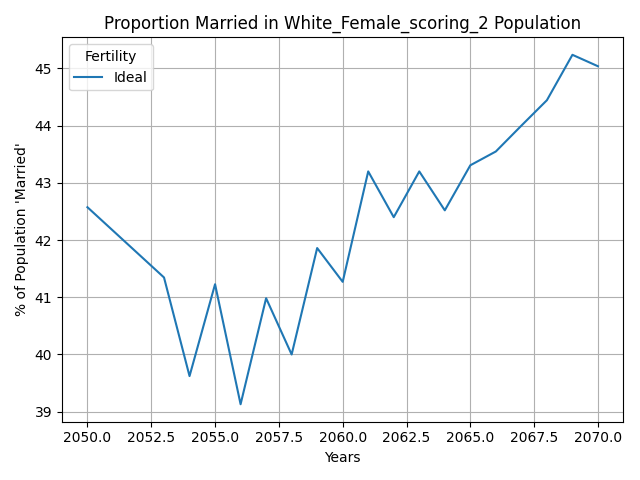 Proportion Married in White_Female_scoring_2 Population
Fertility
Ideal
% of Population 'Married'
45
44
43
42
41
40
39
2050.0 2052.5 2055.0 2057.5 2060.0 2062.5 2065.0 2067.5 2070.0
Years